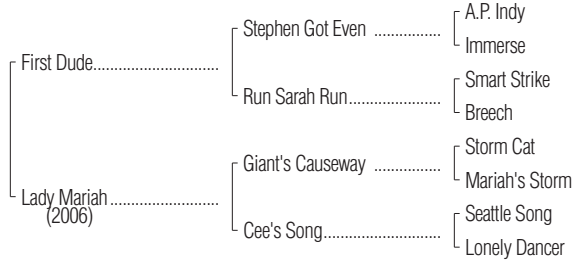 A.P. Indy
Stephen Got Even ................
Immerse
First Dude...............................
Smart Strike
Run Sarah Run.......................
Breech
Storm Cat
Giant's Causeway ................
Mariah's Storm
Lady Mariah ..........................
(2006)
Seattle Song
Cee's Song.............................
Lonely Dancer